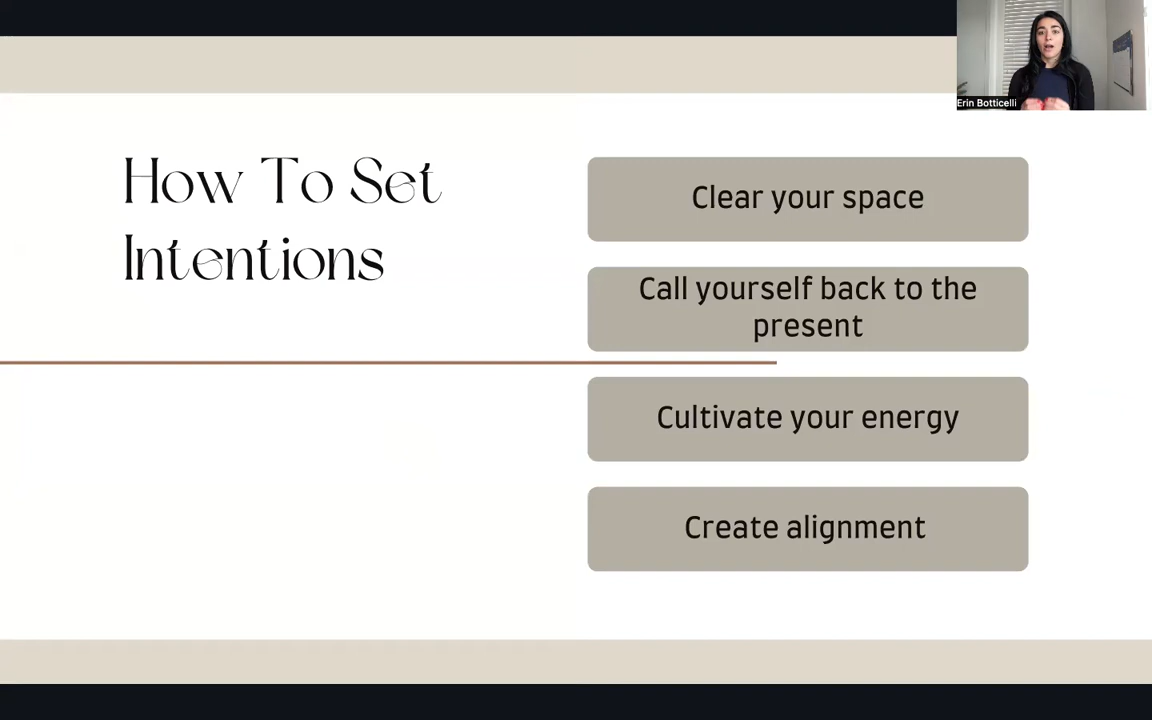 How To Set
Intentions
Clear your space
Call yourself back to the
present
Cultivate your energy
Create alignment
Erin Botticelli